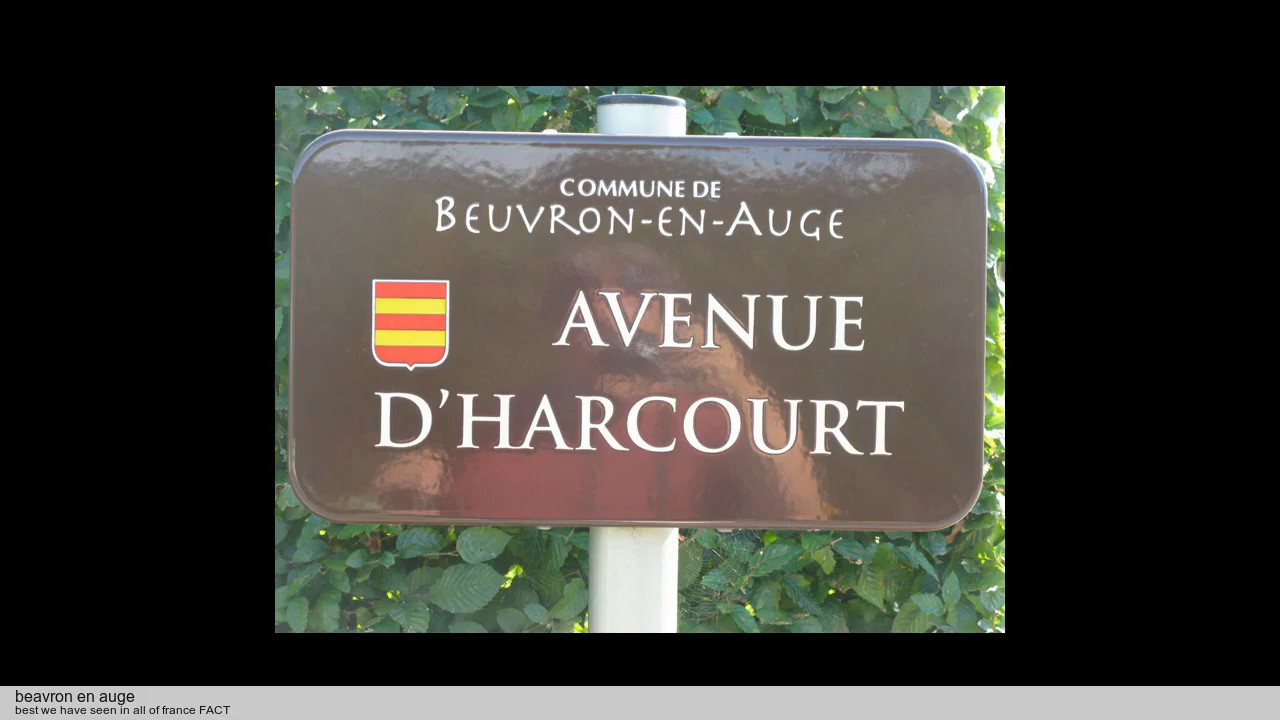 COMMUNE DE
BEUVRON-EN-AUGE
AVENUE
D'HARCOURT
beavron en auge
best we have seen in all of france FACT